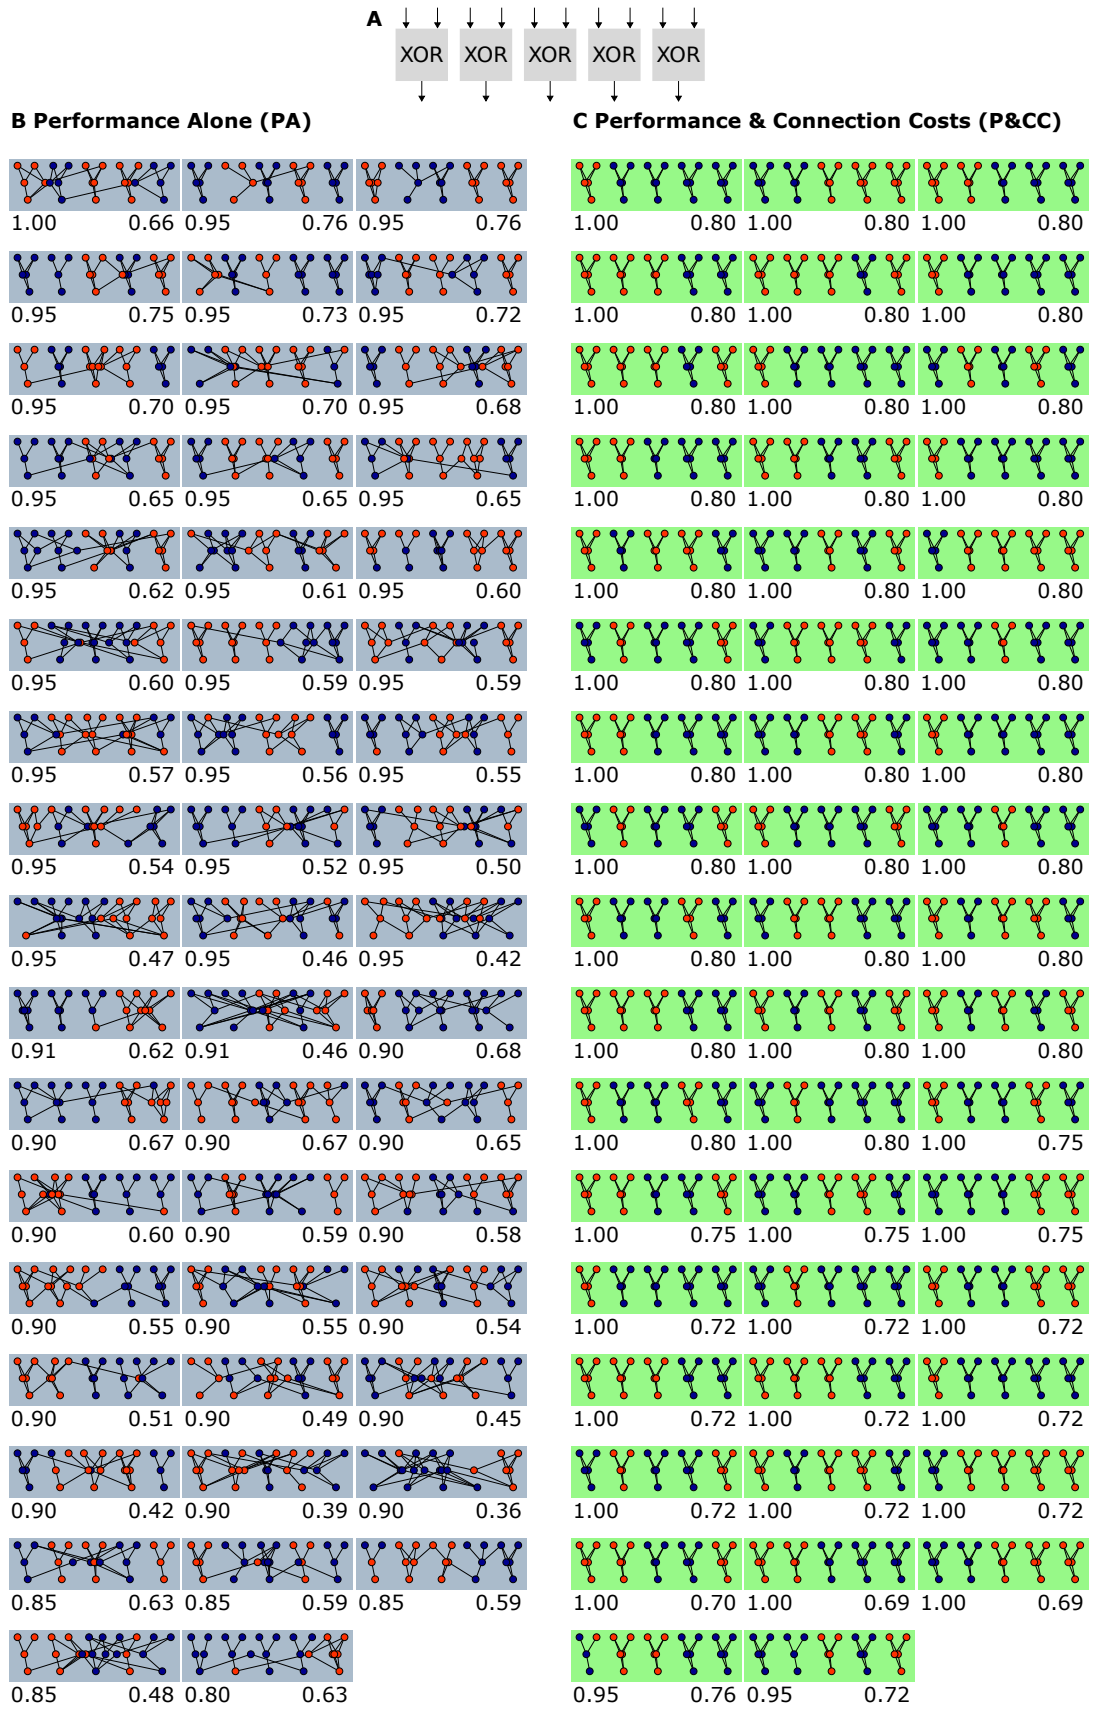 A
XOR XOR XOR XOR XOR
B Performance Alone (PA)
C Performance & Connection Costs (P&CC)
1.00 0.66 0.95 0.76 0.95 0.76 1.00 0.80 1.00 0.80 1.00 0.80
0.95 0.75 0.95 0.73 0.95 0.72 1.00 0.80 1.00 0.80 1.00 0.80
0.95 0.70 0.95 0.70 0.95 0.68 1.00 0.80 1.00 0.80 1.00 0.80
0.95 0.65 0.95 0.65 0.95 0.65 1.00 0.80 1.00 0.80 1.00 0.80
0.95 0.62 0.95 0.61 0.95 0.60 1.00 0.80 1.00 0.80 1.00 0.80
0.95 0.60 0.95 0.59 0.95 0.59 1.00 0.80 1.00 0.80 1.00 0.80
0.95 0.57 0.95 0.56 0.95 0.55 1.00 0.80 1.00 0.80 1.00 0.80
0.95 0.54 0.95 0.52 0.95 0.50 1.00 0.80 1.00 0.80 1.00 0.80
0.95 0.47 0.95 0.46 0.95 0.42 1.00 0.80 1.00 0.80 1.00 0.80
0.91 0.62 0.91 0.46 0.90 0.68 1.00 0.80 1.00 0.80 1.00 0.80
0.90 0.67 0.90 0.67 0.90 0.65 1.00 0.80 1.00 0.80 1.00 0.75
0.90 0.60 0.90 0.59 0.90 0.58 1.00 0.75 1.00 0.75 1.00 0.75
0.90 0.55 0.90 0.55 0.90 0.54 1.00 0.72 1.00 0.72 1.00 0.72
0.90 0.51 0.90 0.49 0.90 0.45 1.00 0.72 1.00 0.72 1.00 0.72
0.90 0.42 0.90 0.39 0.90 0.36 1.00 0.72 1.00 0.72 1.00 0.72
0.85 0.63 0.85 0.59 0.85 0.59 1.00 0.70 1.00 0.69 1.00 0.69
0.85 0.48 0.80 0.63 0.95 0.76 0.95 0.72